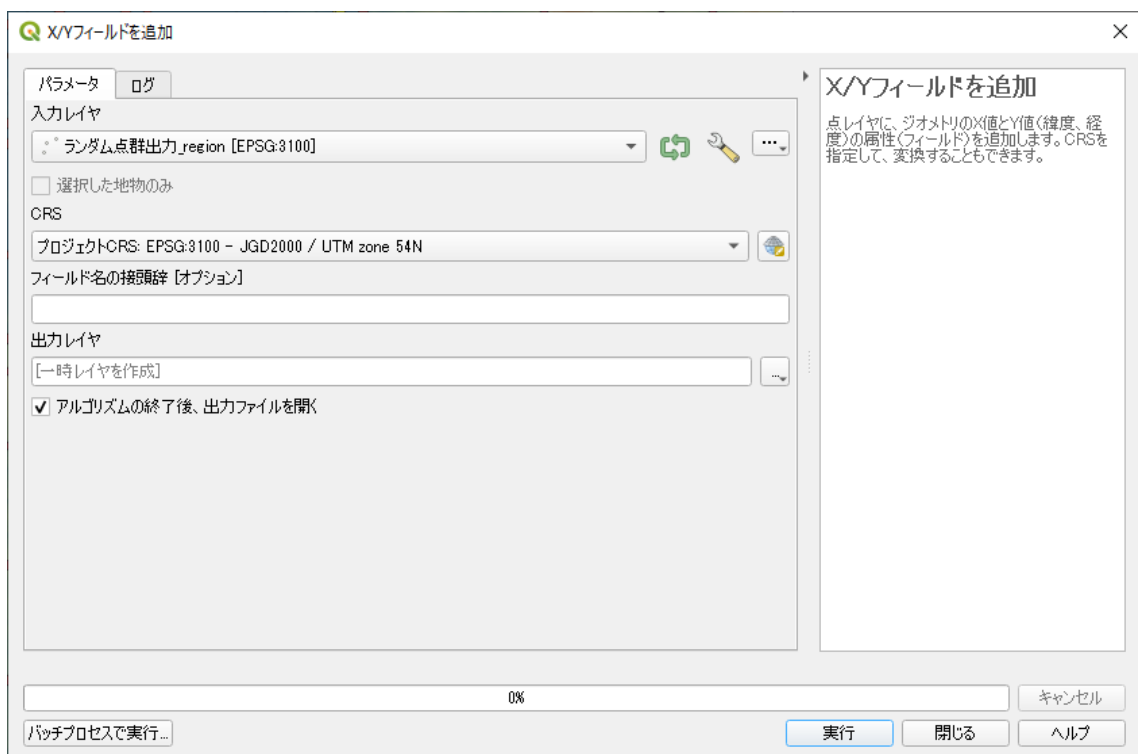 X/Yフィールドを追加
パラメータ ログ
入力レイヤ
ランダム点群出力_region [EPSG:3100]
選択した地物のみ
CRS
プロジェクトCRS: EPSG:3100 - JGD2000 / UTM zone 54N
フィールド名の接頭辞 [オプション]
出力レイヤ
[一時レイヤを作成]
アルゴリズムの終了後、出力ファイルを開く
X/Yフィールドを追加
点レイヤに、ジオメトリのX値とY値(緯度、経
度)の属性(フィールド)を追加します。CRSを
指定して、変換することもできます。
0%
キャンセル
バッチプロセスで実行...
実行 閉じる ヘルプ